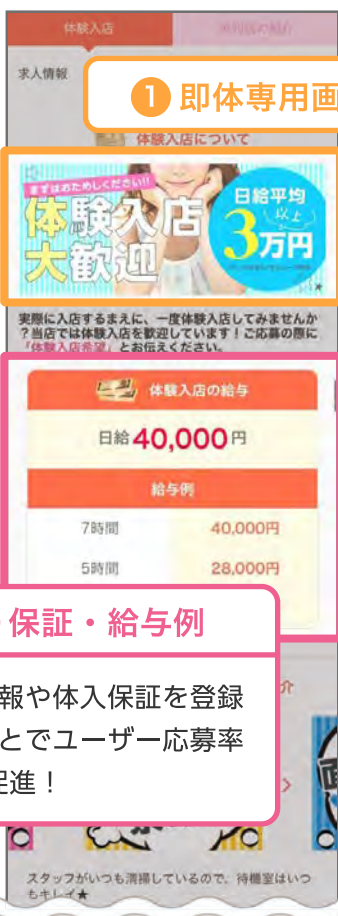 体験入店
求人情報
1 即体専用画
体験入店について
まずはおためしください!!
体験入店
大歓迎
日給平均
以上
3万円
実際に入店するまえに、一度体験入店してみませんか
？当店では体験入店を歓迎しています！ご応募の際に
「体験入店希望」とお伝えください。
体験入店の給与
日給40,000円
給与例
7時間 40,000円
5時間 28,000円
保証・給与例
報や体入保証を登録
とでユーザー応募率
促進！
介
スタッフがいつも清掃しているので、待機室はいつ
もキレイ★